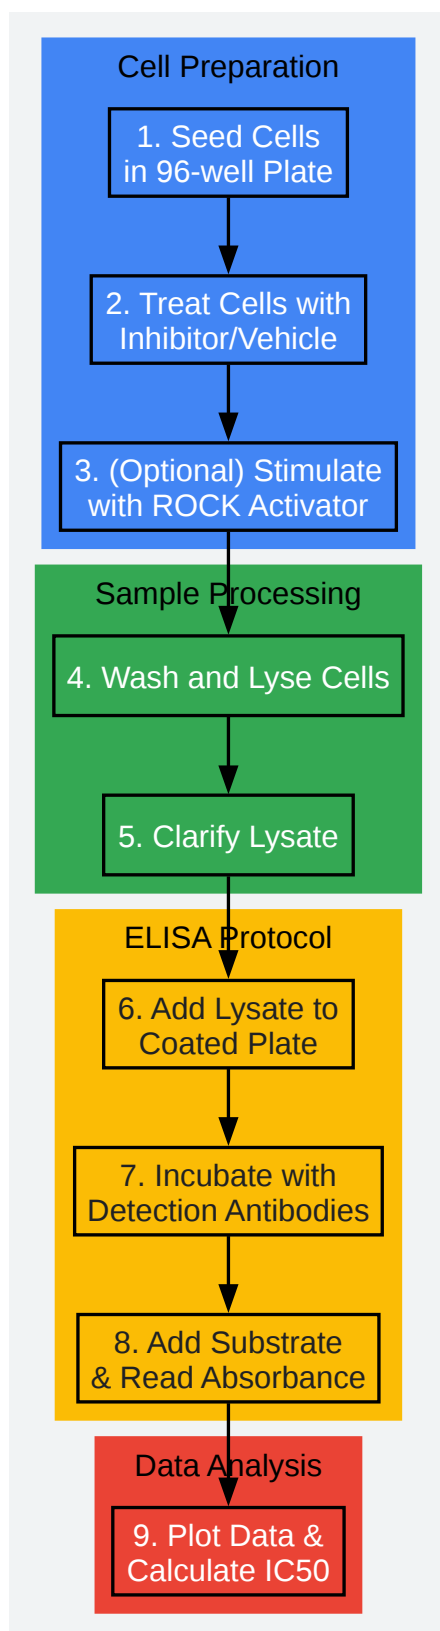 Cell Preparation
1. Seed Cells
in 96-well Plate
2. Treat Cells with
Inhibitor/Vehicle
3. (Optional) Stimulate
with ROCK Activator
Sample Processing
4. Wash and Lyse Cells
5. Clarify Lysate
ELISA Protocol
6. Add Lysate to
Coated Plate
7. Incubate with
Detection Antibodies
8. Add Substrate
& Read Absorbance
Data Analysis
9. Plot Data &
Calculate IC50